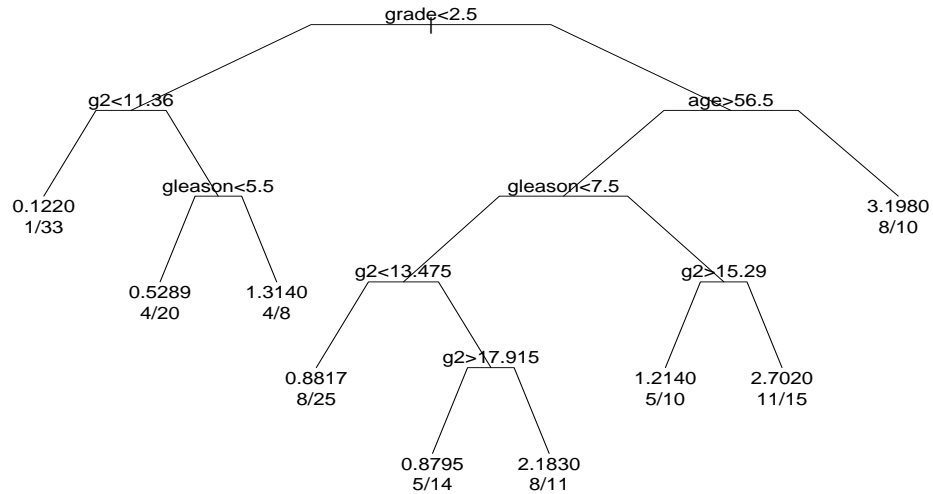 grade<2.5
g2<11.36
age>56.5
gleason<5.5
gleason<7.5
0.1220
1/33
3.1980
8/10
g2<13.475
g2>15.29
0.5289
4/20
1.3140
4/8
g2>17.915
0.8817
8/25
1.2140
5/10
2.7020
11/15
0.8795
5/14
2.1830
8/11